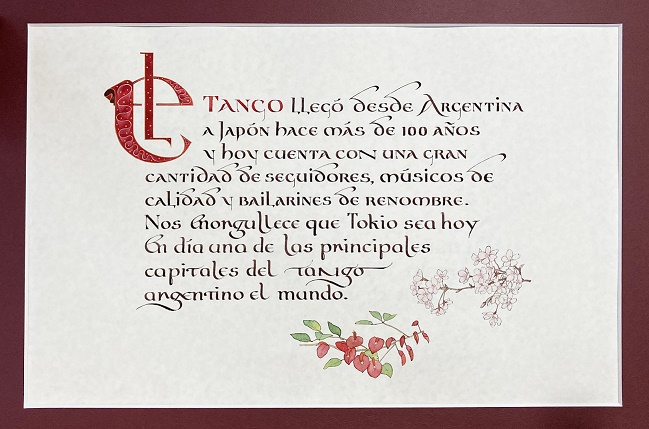 El TANGO llegó desde Argentina
a Japón hace más de 100 años
y hoy cuenta con una gran
cantidad de seguidores, músicos de
calidad y bailarines de renombre.
Nos enorgullece que Tokio sea hoy
en día una de las principales
capitales del tango
argentino el mundo.